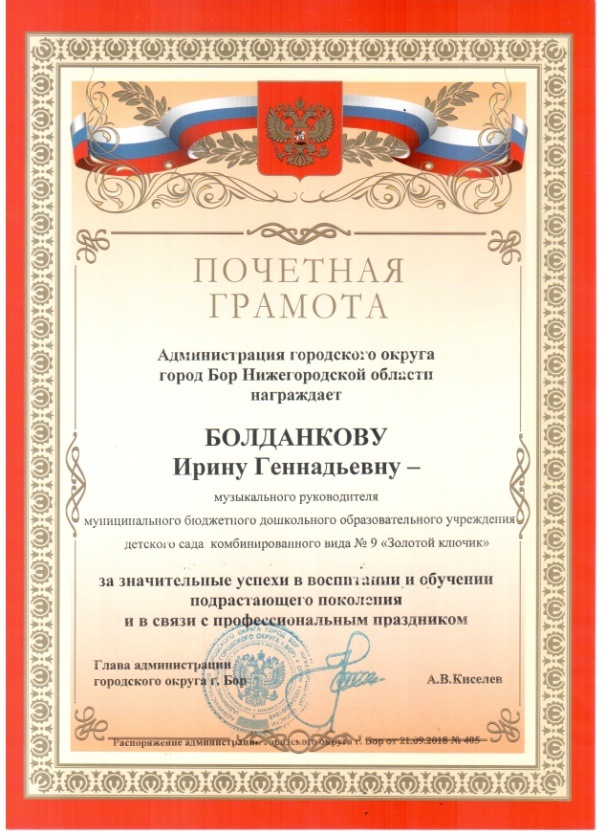 ПОЧЕТНАЯ
ГРАМОТА
Администрация городского округа
город Бор Нижегородской области
награждает
БОЛДАНКОВУ
Ирину Геннадьевну –
музыкального руководителя
муниципального бюджетного дошкольного образовательного учреждения
детского сада комбинированного вида № 9 «Золотой ключик»
за значительные успехи в воспитании и обучении
подрастающего поколения
и в связи с профессиональным праздником
Глава администрации
городского округа г. Бор
А.В.Киселев
Распоряжение администрации городского округа г. Бор от 21.09.2018 № 405